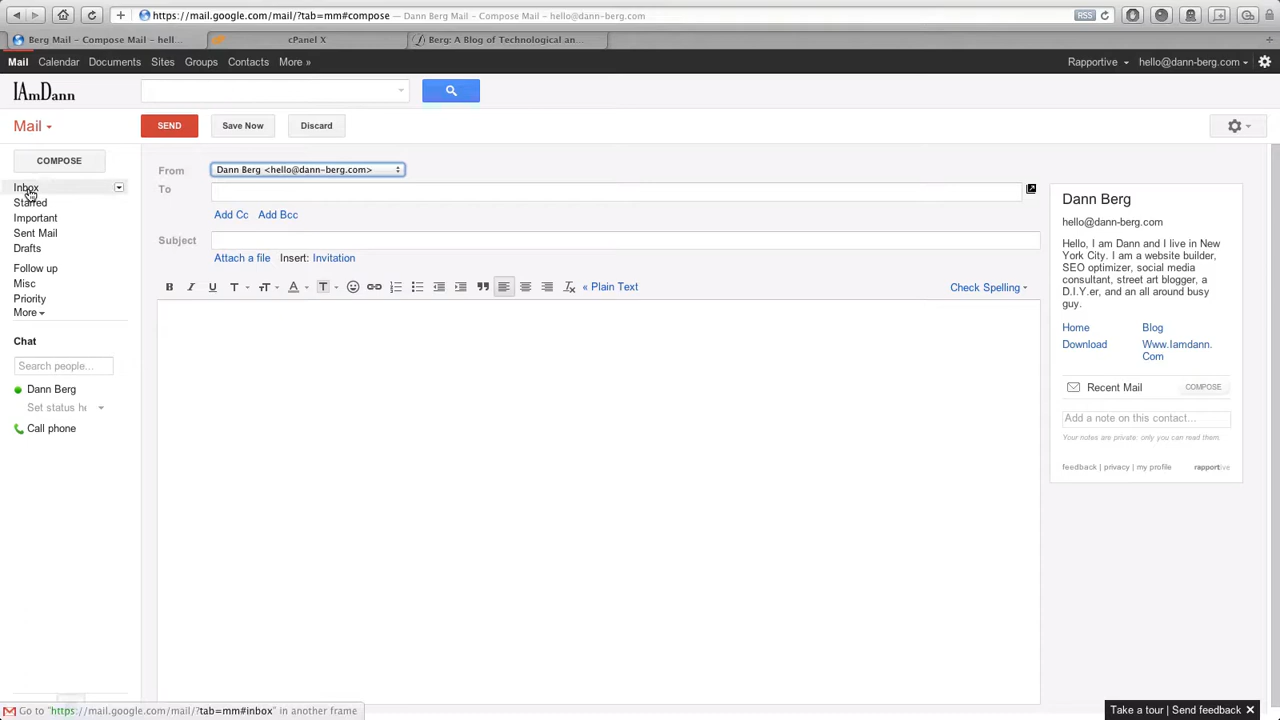 https://mail.google.com/mail/?tab=mm#compose — Dann Berg Mail – Compose Mail – hello@dann-berg.com
RSS
Berg Mail – Compose Mail – hell...
cPanel X
Berg: A Blog of Technological an...
Mail Calendar Documents Sites Groups Contacts More »
Rapportive hello@dann-berg.com
IAmDann
Mail
SEND Save Now Discard
COMPOSE
Inbox
Starred
Important
Sent Mail
Drafts
Follow up
Misc
Priority
More
Chat
Search people...
Dann Berg
Set status he
Call phone
From Dann Berg <hello@dann-berg.com>
To
Add Cc Add Bcc
Subject
Attach a file Insert: Invitation
B I U T T A T « Plain Text Check Spelling
Dann Berg
hello@dann-berg.com
Hello, I am Dann and I live in New
York City. I am a website builder,
SEO optimizer, social media
consultant, street art blogger, a
D.I.Y.er, and an all around busy
guy.
Home Blog
Download Www.Iamdann.
Com
Recent Mail COMPOSE
Add a note on this contact...
Your notes are private: only you can read them.
feedback | privacy | my profile rapportive
Go to "https://mail.google.com/mail/?tab=mm#inbox" in another frame
Take a tour | Send feedback ✕